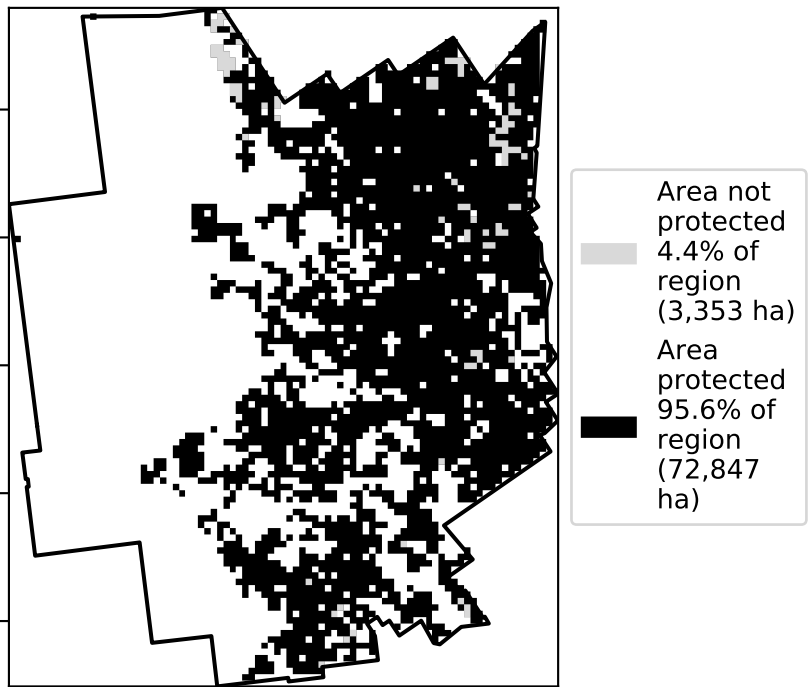 Area not
protected
4.4% of
region
(3,353 ha)
Area
protected
95.6% of
region
(72,847
ha)